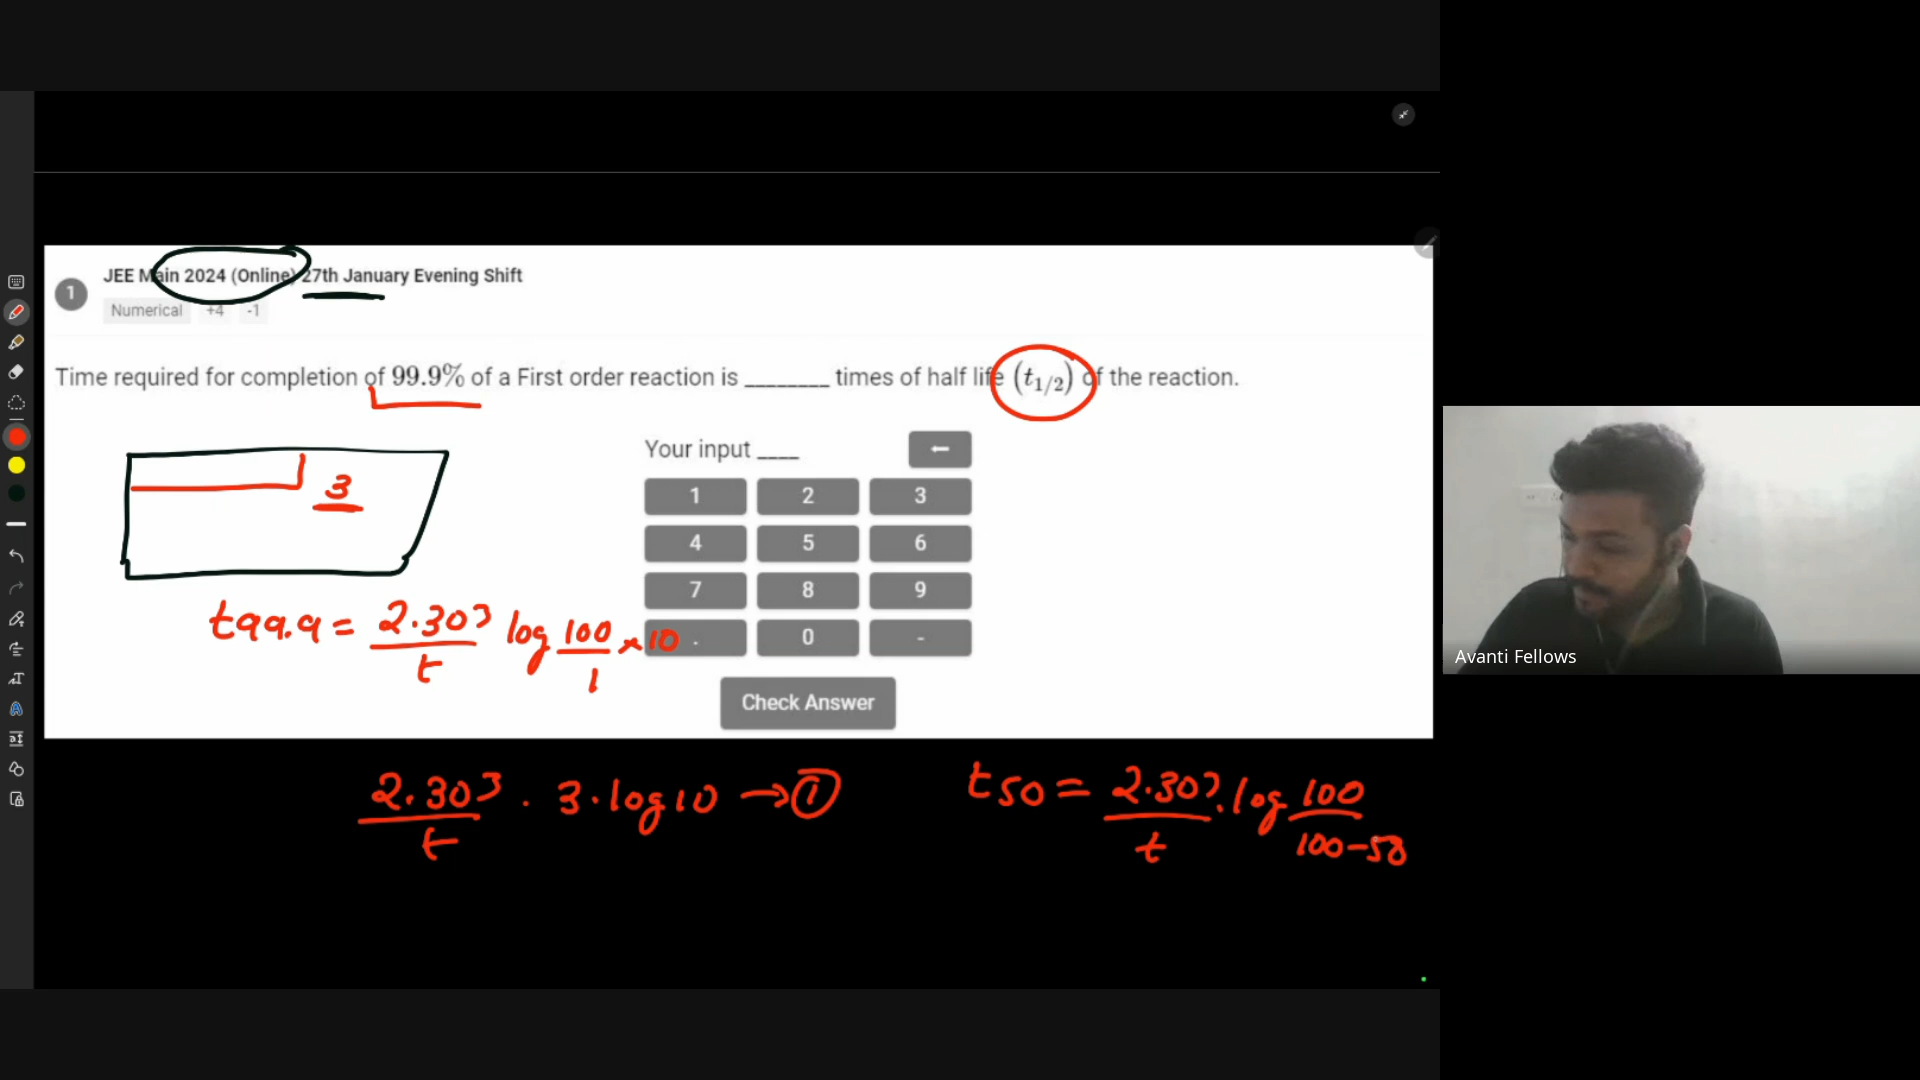 1
JEE Main 2024 (Online) 27th January Evening Shift
Numerical +4 -1
Time required for completion of 99.9% of a First order reaction is ________ times of half life (t1/2) of the reaction.
Your input ____
←
1 2 3
4 5 6
7 8 9
. 0 -
Check Answer
3
t99.9 = 2.303/t log 100/1 × 10
2.303/t . 3 . log 10 → ①
t50 = 2.303/t . log 100/100-50
Avanti Fellows